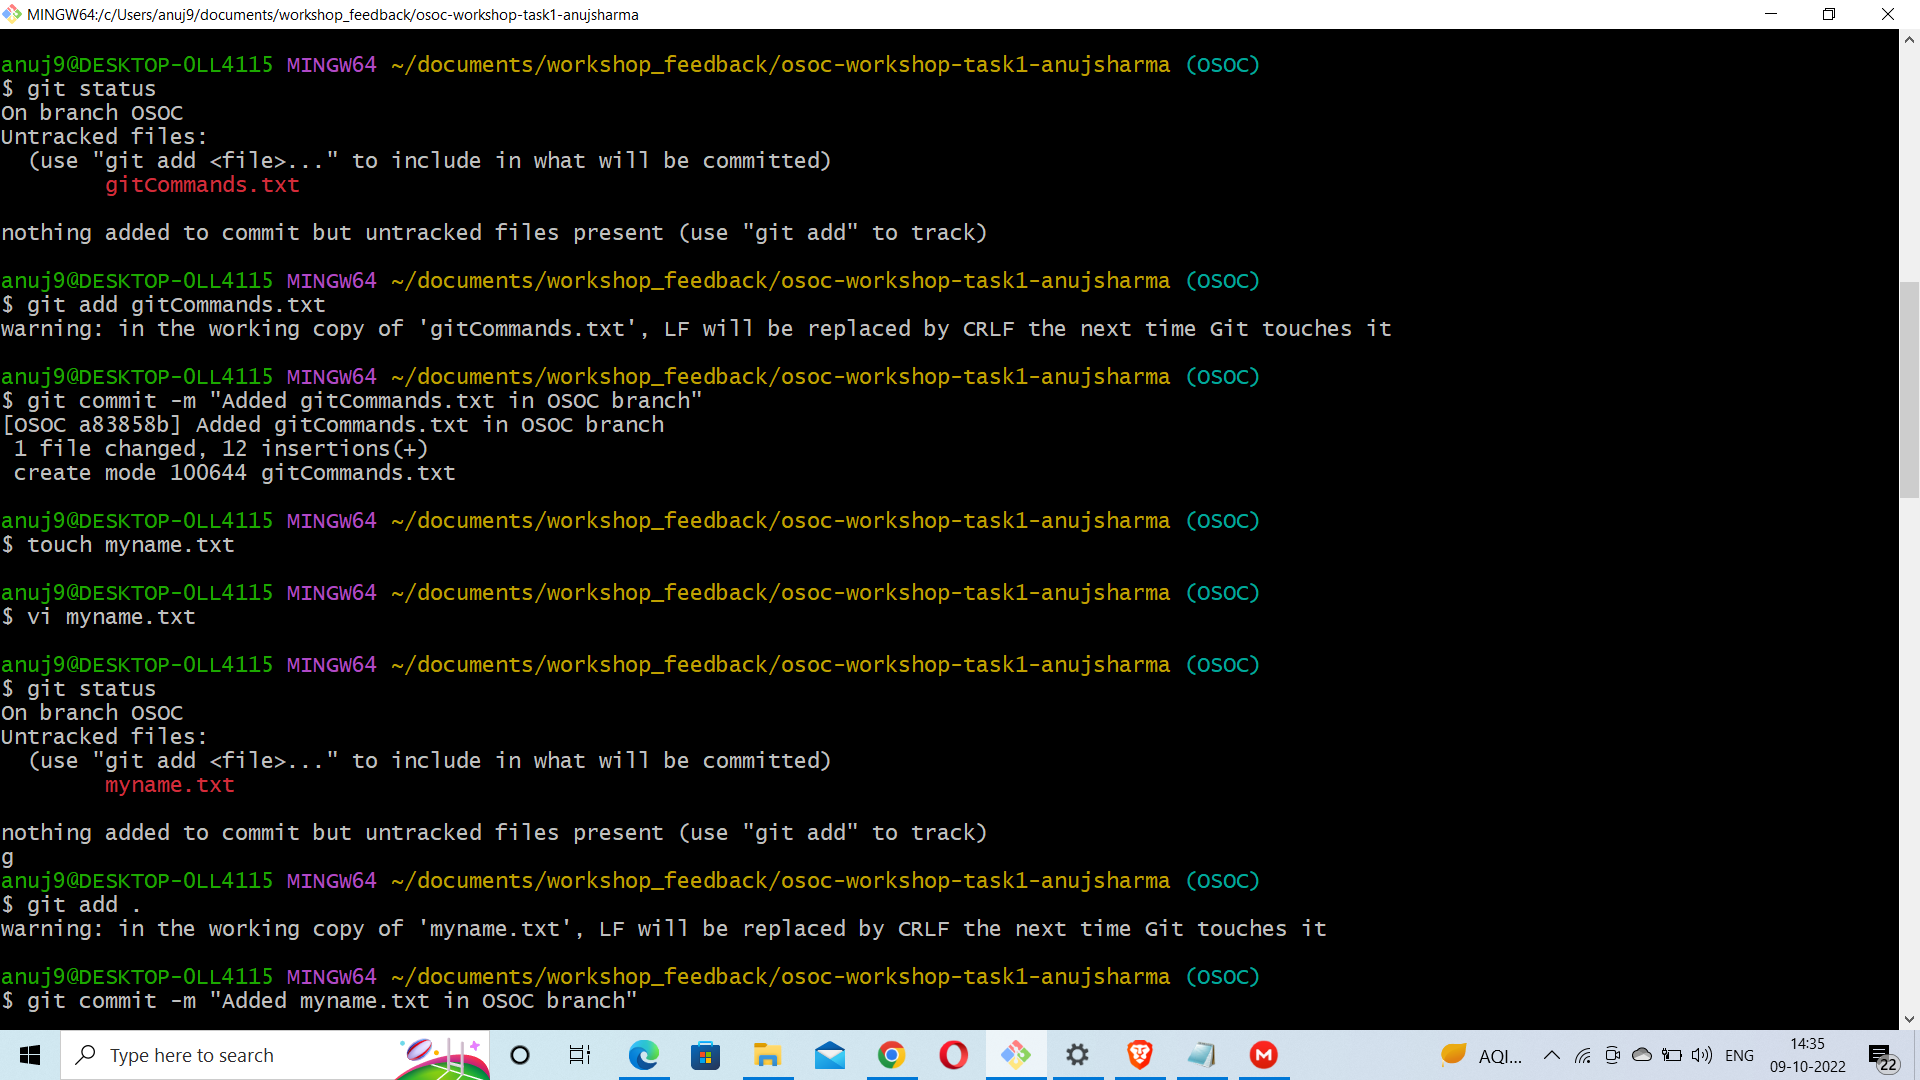 MINGW64:/c/Users/anuj9/documents/workshop_feedback/osoc-workshop-task1-anujsharma
anuj9@DESKTOP-0LL4115 MINGW64 ~/documents/workshop_feedback/osoc-workshop-task1-anujsharma (OSOC)
$ git status
On branch OSOC
Untracked files:
  (use "git add <file>..." to include in what will be committed)
        gitCommands.txt
nothing added to commit but untracked files present (use "git add" to track)
anuj9@DESKTOP-0LL4115 MINGW64 ~/documents/workshop_feedback/osoc-workshop-task1-anujsharma (OSOC)
$ git add gitCommands.txt
warning: in the working copy of 'gitCommands.txt', LF will be replaced by CRLF the next time Git touches it
anuj9@DESKTOP-0LL4115 MINGW64 ~/documents/workshop_feedback/osoc-workshop-task1-anujsharma (OSOC)
$ git commit -m "Added gitCommands.txt in OSOC branch"
[OSOC a83858b] Added gitCommands.txt in OSOC branch
 1 file changed, 12 insertions(+)
 create mode 100644 gitCommands.txt
anuj9@DESKTOP-0LL4115 MINGW64 ~/documents/workshop_feedback/osoc-workshop-task1-anujsharma (OSOC)
$ touch myname.txt
anuj9@DESKTOP-0LL4115 MINGW64 ~/documents/workshop_feedback/osoc-workshop-task1-anujsharma (OSOC)
$ vi myname.txt
anuj9@DESKTOP-0LL4115 MINGW64 ~/documents/workshop_feedback/osoc-workshop-task1-anujsharma (OSOC)
$ git status
On branch OSOC
Untracked files:
  (use "git add <file>..." to include in what will be committed)
        myname.txt
nothing added to commit but untracked files present (use "git add" to track)
g
anuj9@DESKTOP-0LL4115 MINGW64 ~/documents/workshop_feedback/osoc-workshop-task1-anujsharma (OSOC)
$ git add .
warning: in the working copy of 'myname.txt', LF will be replaced by CRLF the next time Git touches it
anuj9@DESKTOP-0LL4115 MINGW64 ~/documents/workshop_feedback/osoc-workshop-task1-anujsharma (OSOC)
$ git commit -m "Added myname.txt in OSOC branch"
Type here to search
AQI...
ENG
14:35
09-10-2022
22